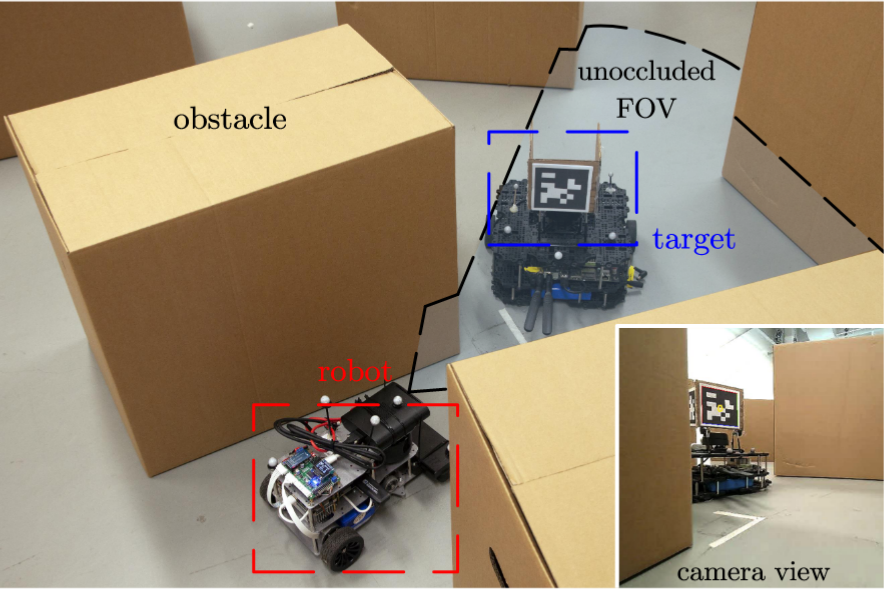 unoccluded
FOV
obstacle
target
robot
camera view